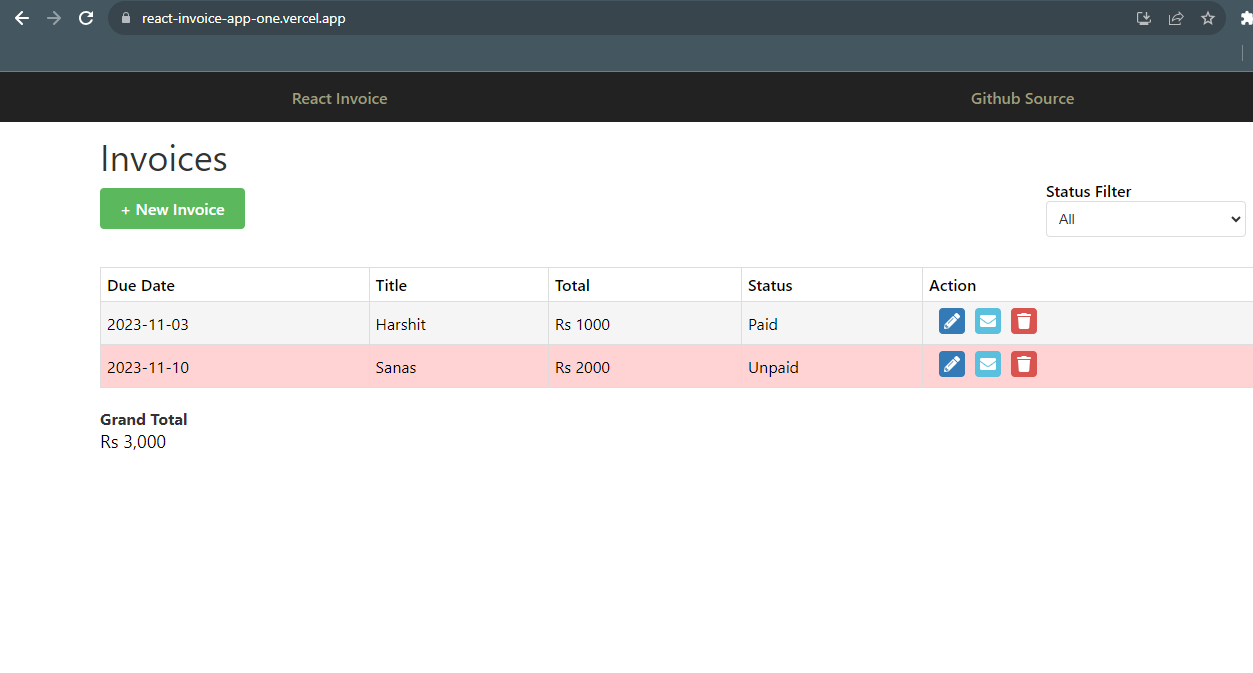 react-invoice-app-one.vercel.app
React Invoice Github Source
Invoices
+ New Invoice
Status Filter
All
Due Date Title Total Status Action
2023-11-03 Harshit Rs 1000 Paid
2023-11-10 Sanas Rs 2000 Unpaid
Grand Total
Rs 3,000